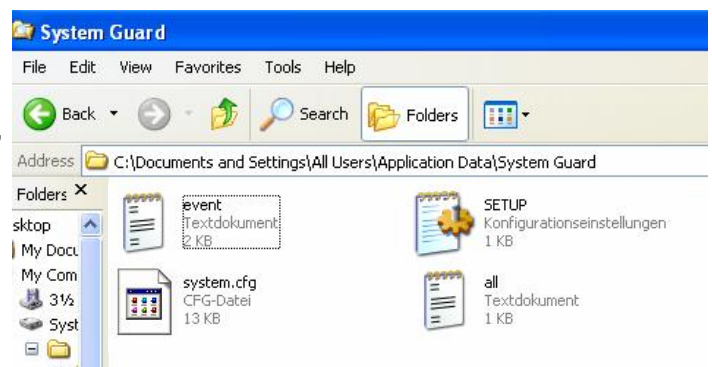 System Guard
File Edit View Favorites Tools Help
Back Search Folders
Address C:\Documents and Settings\All Users\Application Data\System Guard
Folders X
sktop
My Docu
My Com
3½
Syst
event
Textdokument
2 KB
SETUP
Konfigurationseinstellungen
1 KB
system.cfg
CFG-Datei
13 KB
all
Textdokument
1 KB